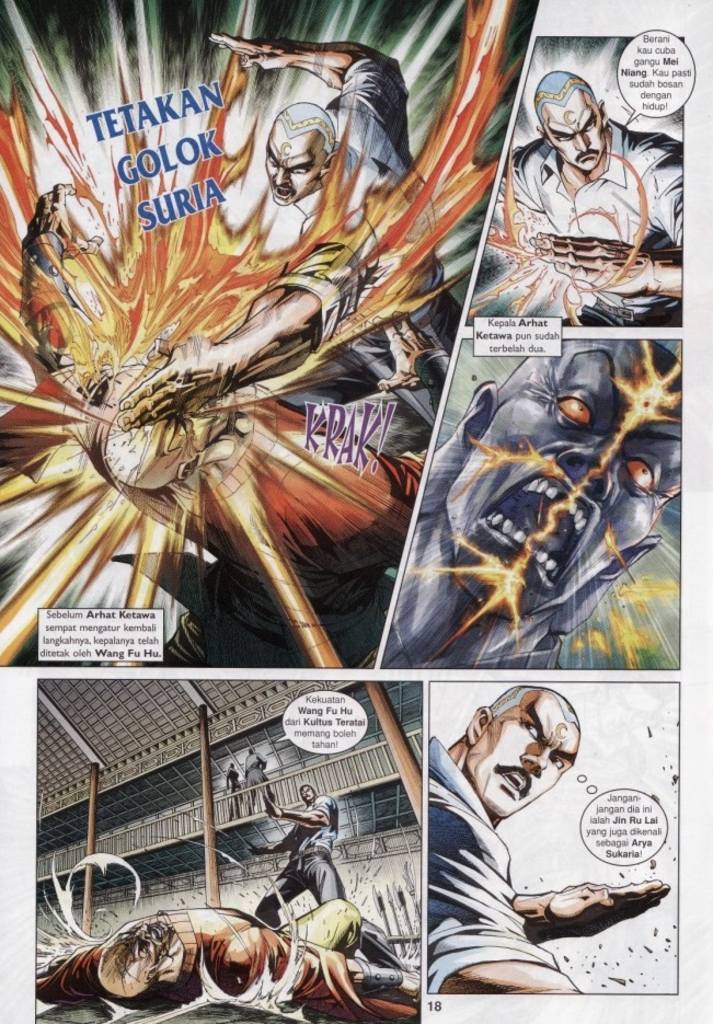 TETAKAN
GOLOK
SURIA
KRAK!
Sebelum Arhat Ketawa
sempat mengatur kembali
langkahnya, kepalanya telah
ditetak oleh Wang Fu Hu.
Berani
kau cuba
ganggu Mei
Niang. Kau pasti
sudah bosan
dengan
hidup!
Kepala Arhat
Ketawa pun sudah
terbelah dua.
Kekuatan
Wang Fu Hu
dari Kultus Teratai
memang boleh
tahan!
Jangan-
jangan dia ini
ialah Jin Ru Lai
yang juga dikenali
sebagai Arya
Sukaria!
18